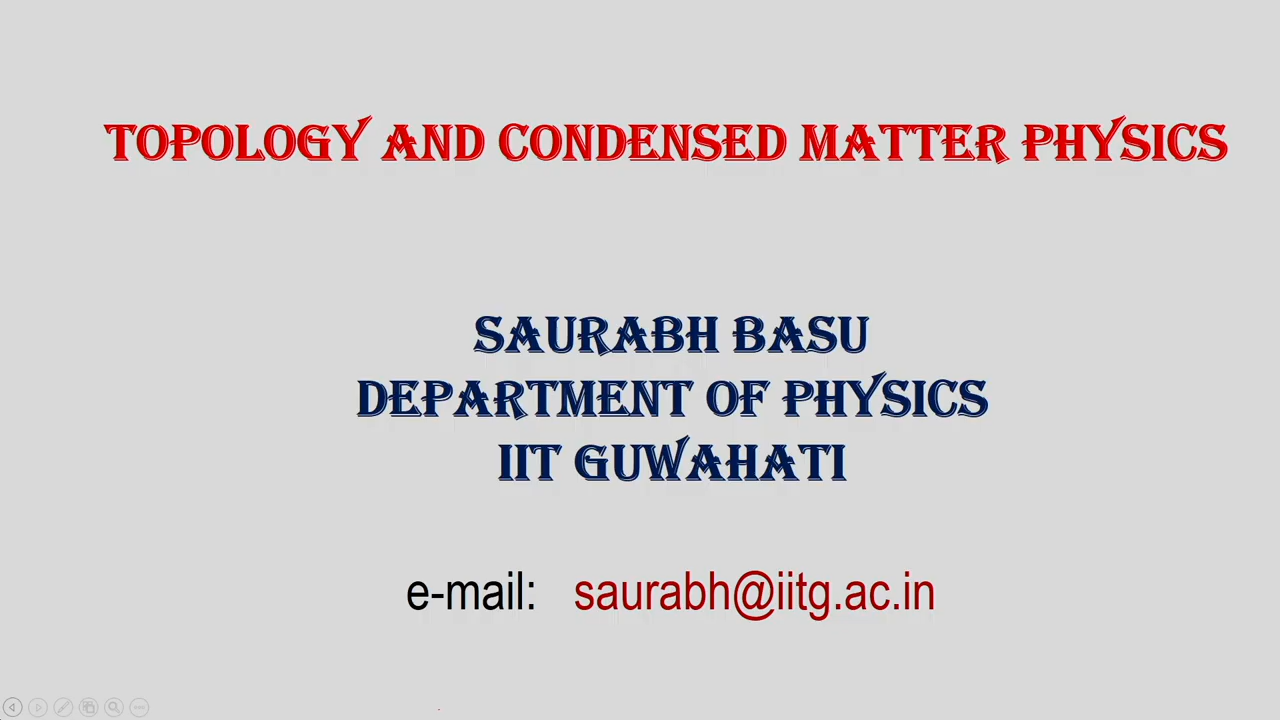 TOPOLOGY AND CONDENSED MATTER PHYSICS
SAURABH BASU
DEPARTMENT OF PHYSICS
IIT GUWAHATI
e-mail: saurabh@iitg.ac.in